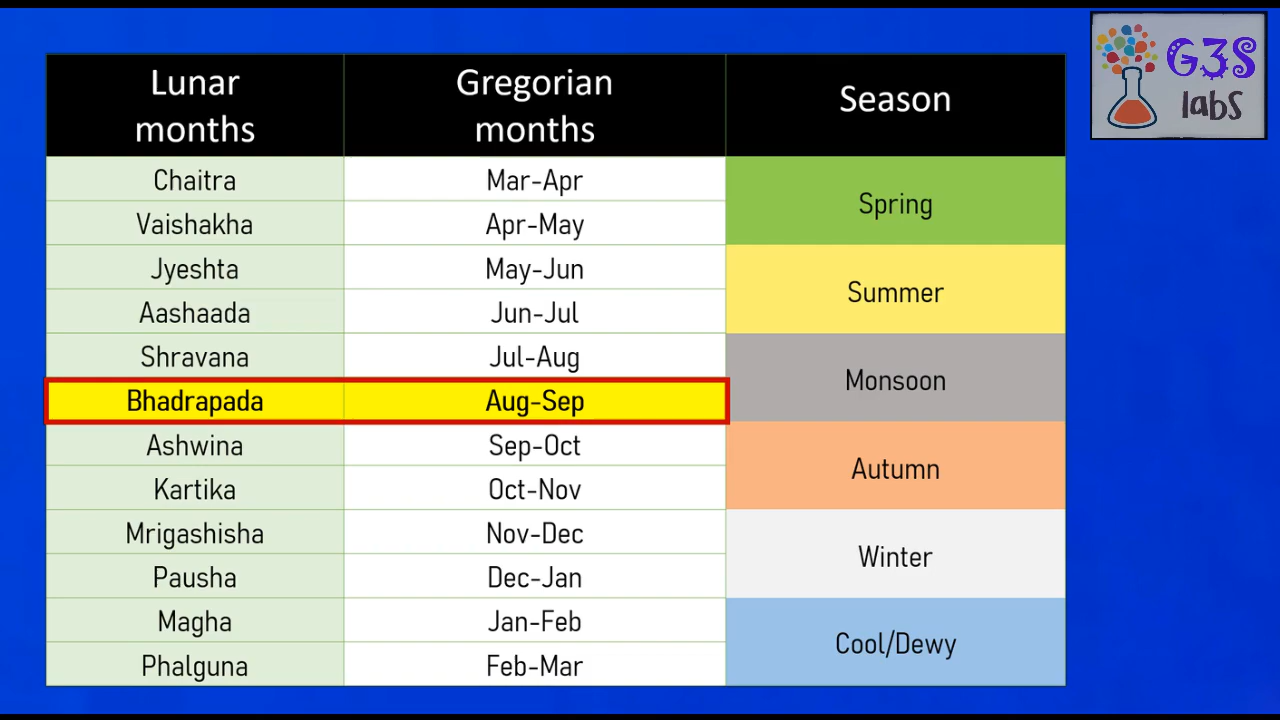 Lunar months
Gregorian months
Season
G3S
labs
Chaitra Mar-Apr Spring
Vaishakha Apr-May
Jyeshta May-Jun Summer
Aashaada Jun-Jul
Shravana Jul-Aug Monsoon
Bhadrapada Aug-Sep
Ashwina Sep-Oct Autumn
Kartika Oct-Nov
Mrigashisha Nov-Dec Winter
Pausha Dec-Jan
Magha Jan-Feb Cool/Dewy
Phalguna Feb-Mar